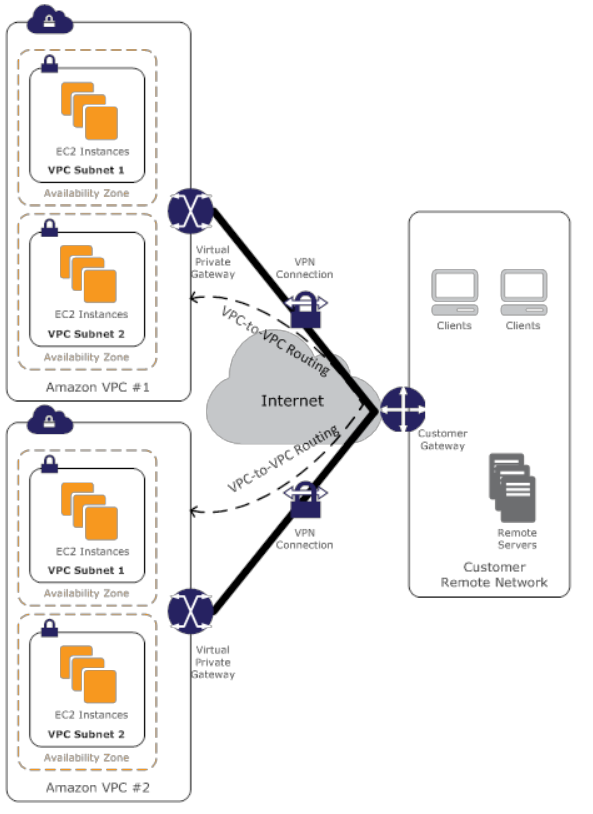 EC2 Instances
VPC Subnet 1
Availability Zone
EC2 Instances
VPC Subnet 2
Availability Zone
Amazon VPC #1
Virtual
Private
Gateway
VPN
Connection
VPC-to-VPC Routing
Internet
VPC-to-VPC Routing
VPN
Connection
Customer
Gateway
Clients
Clients
Remote
Servers
Customer
Remote Network
EC2 Instances
VPC Subnet 1
Availability Zone
Virtual
Private
Gateway
EC2 Instances
VPC Subnet 2
Availability Zone
Amazon VPC #2